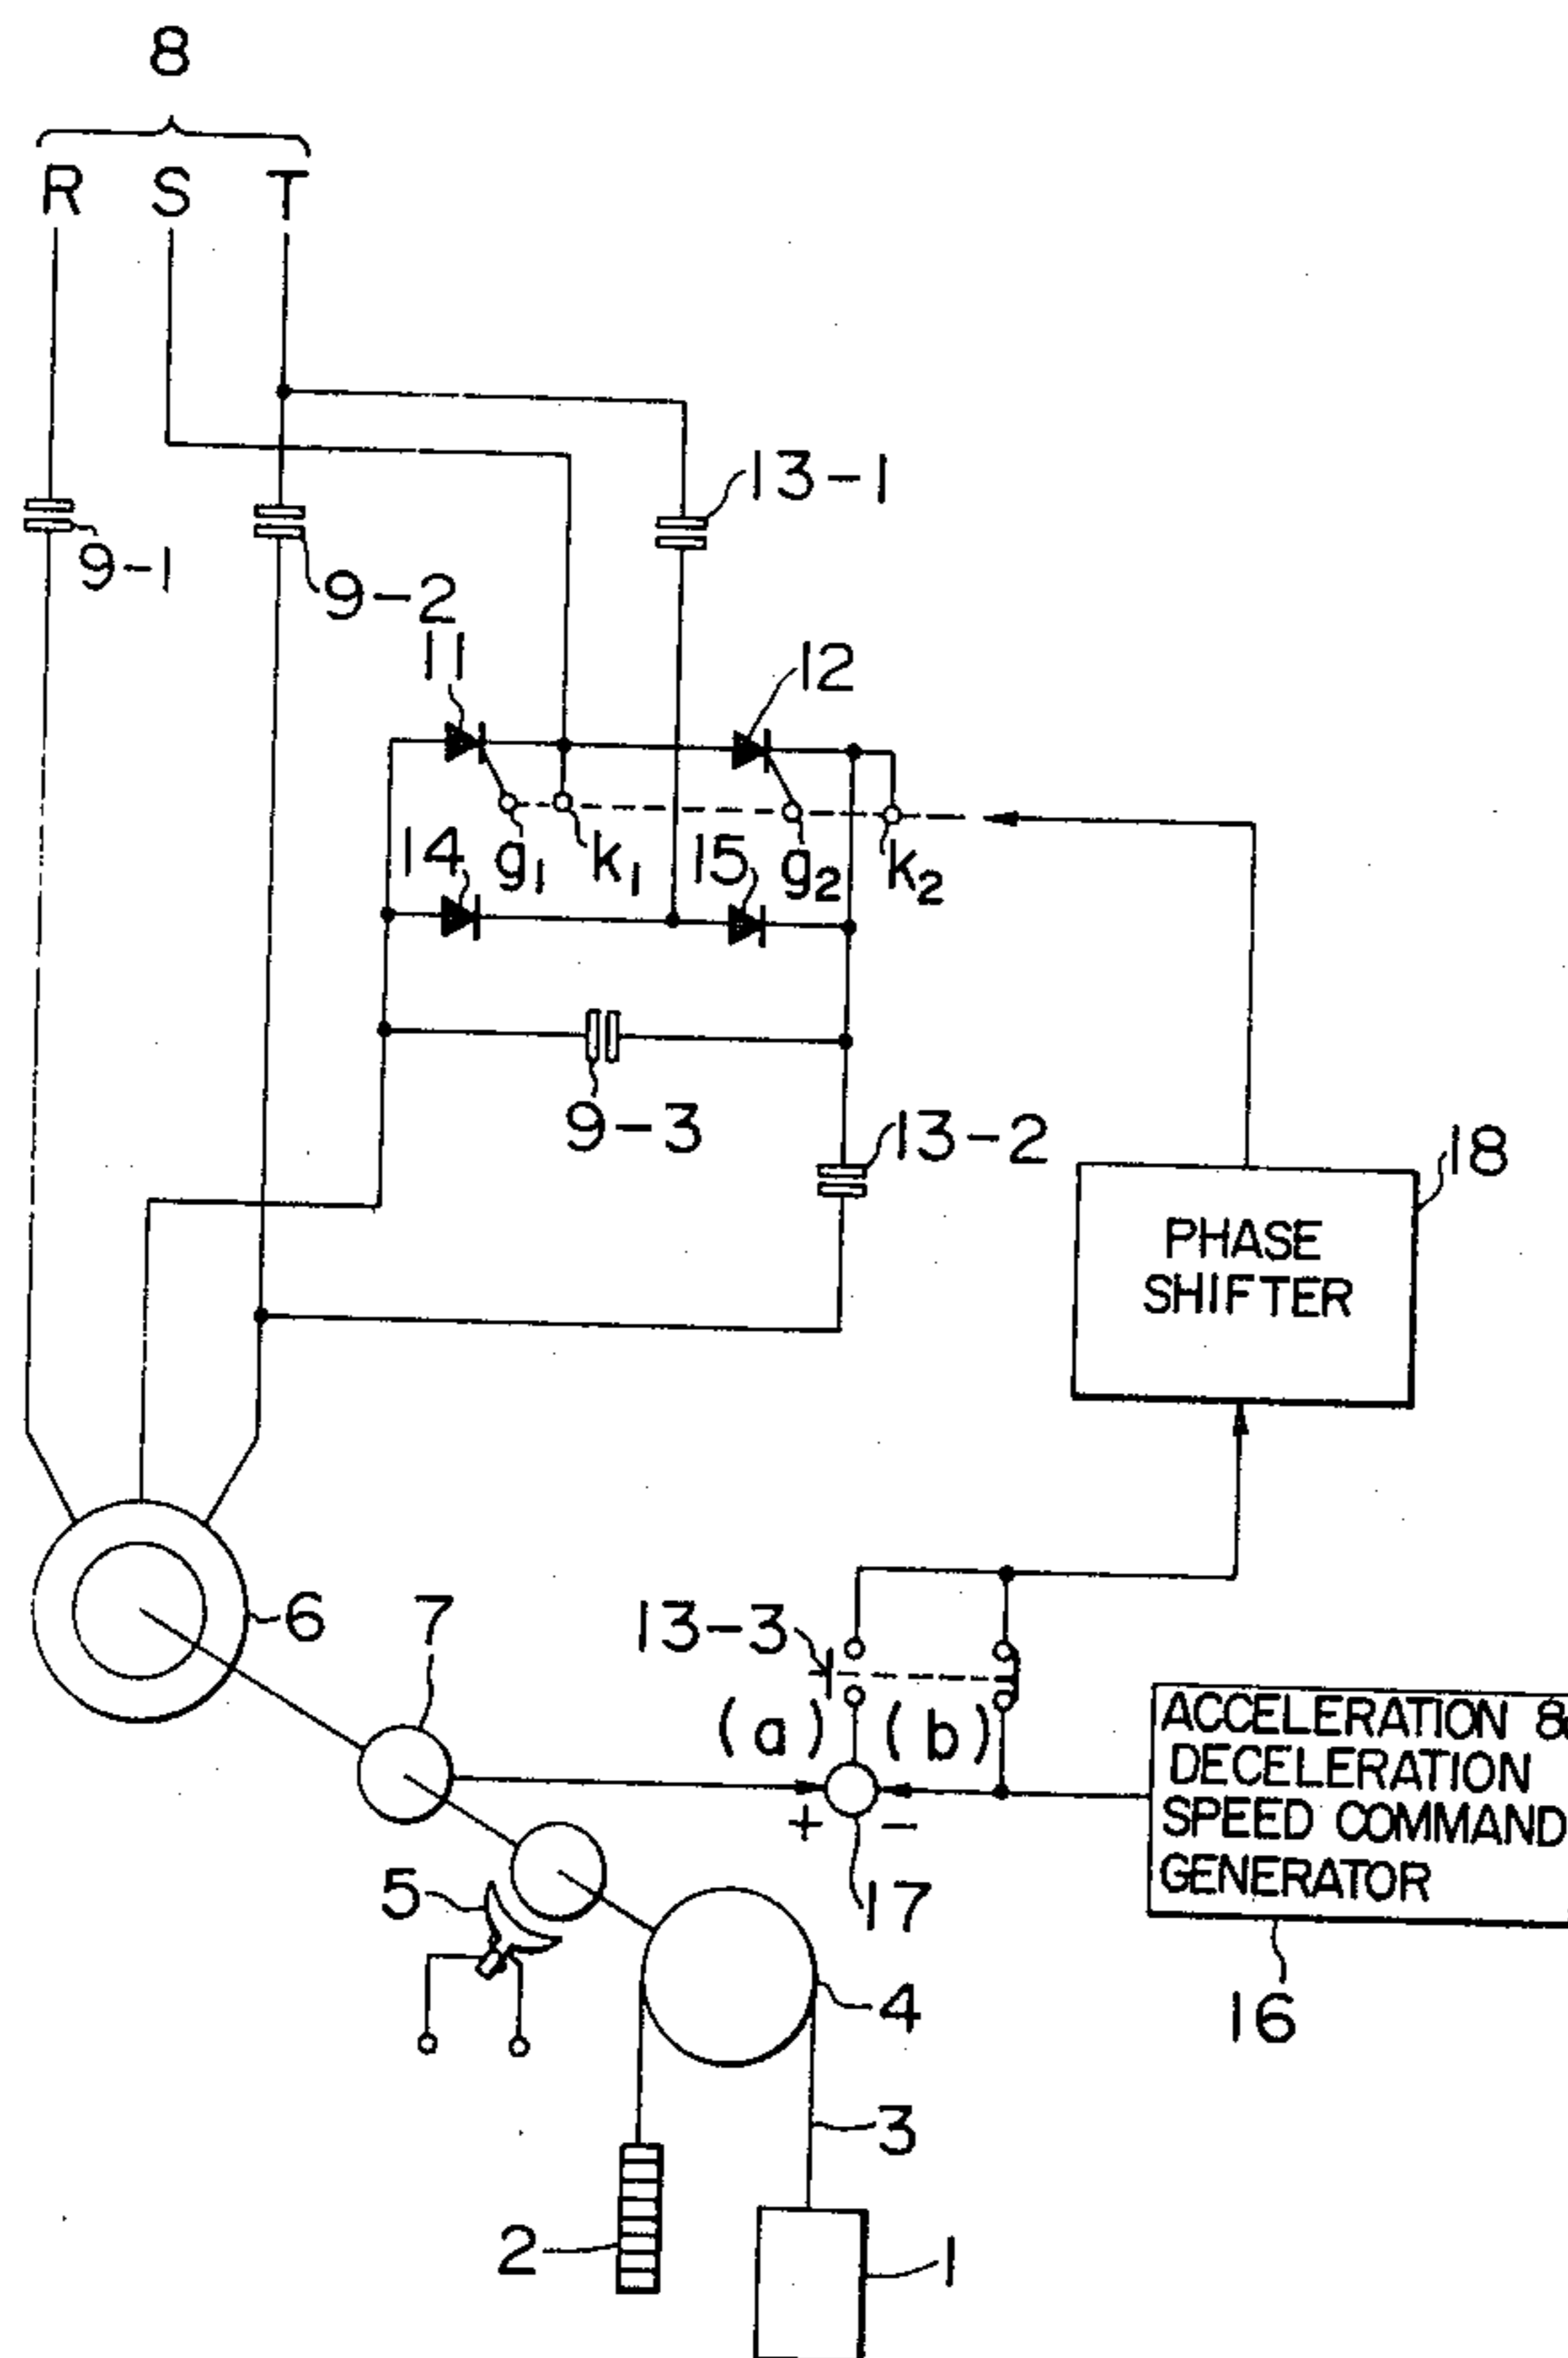 8
R S T
13-1
9-1
9-2
11
12
14 g1 k1 15 g2 k2
9-3
13-2
18
PHASE
SHIFTER
6
7
13-3
(a) (b)
+ -
17
ACCELERATION &
DECELERATION
SPEED COMMAND
GENERATOR
16
5
4
3
2
1